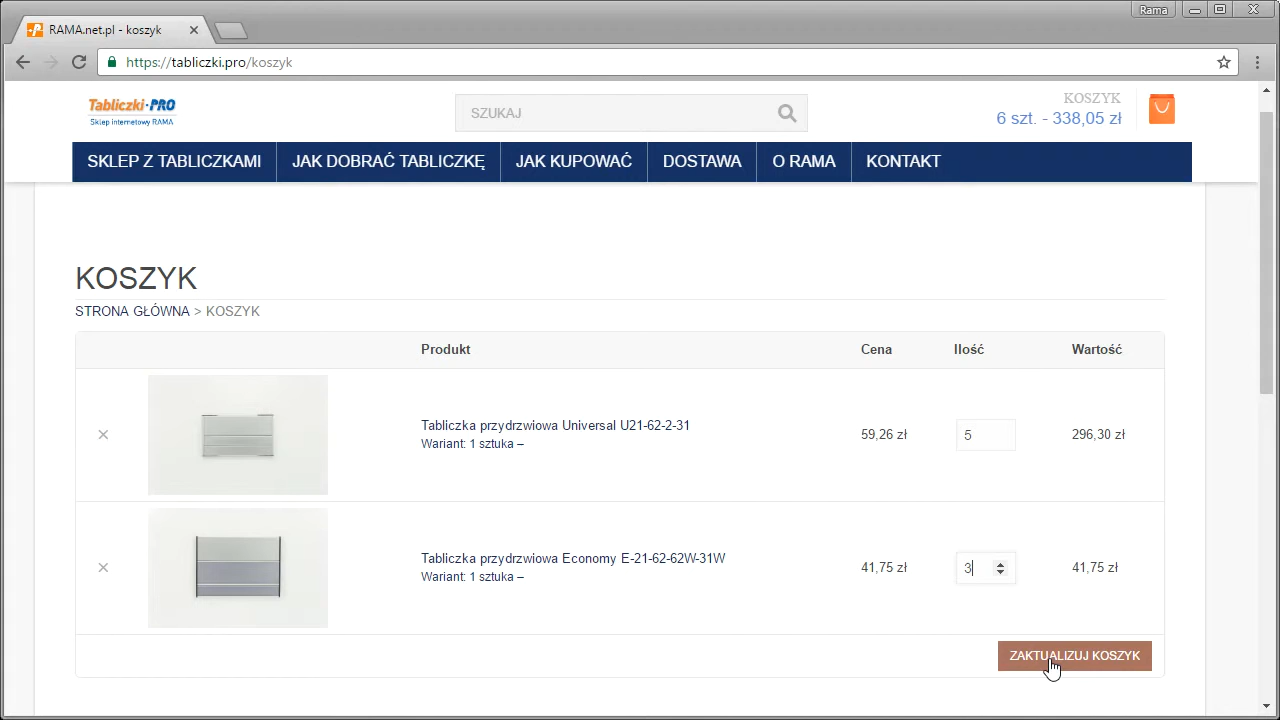 Rama
RAMA.net.pl - koszyk
https://tabliczki.pro/koszyk
Tabliczki·PRO
Sklep internetowy RAMA
SZUKAJ
KOSZYK
6 szt. - 338,05 zł
SKLEP Z TABLICZKAMI JAK DOBRAĆ TABLICZKĘ JAK KUPOWAĆ DOSTAWA O RAMA KONTAKT
KOSZYK
STRONA GŁÓWNA > KOSZYK
Produkt Cena Ilość Wartość
Tabliczka przydrzwiowa Universal U21-62-2-31
Wariant: 1 sztuka –
59,26 zł 5 296,30 zł
Tabliczka przydrzwiowa Economy E-21-62-62W-31W
Wariant: 1 sztuka –
41,75 zł 3 41,75 zł
ZAKTUALIZUJ KOSZYK